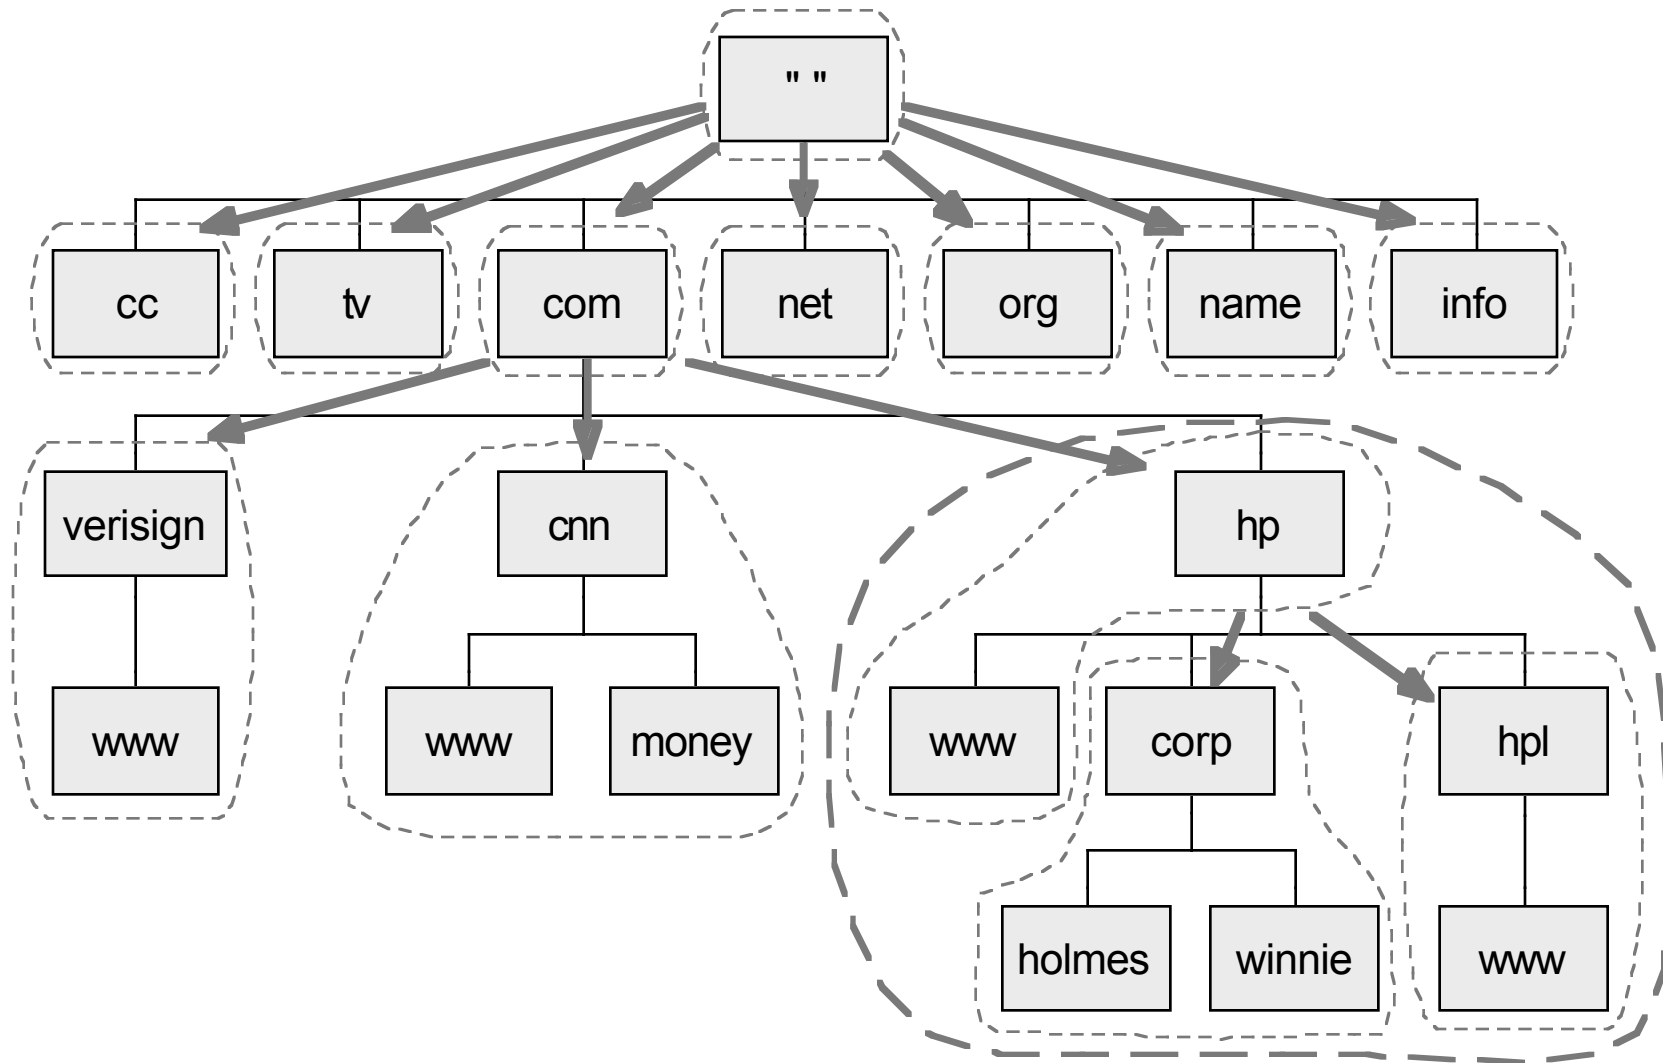 " "
cc
tv
com
net
org
name
info
verisign
cnn
hp
www
www
money
www
corp
hpl
holmes
winnie
www